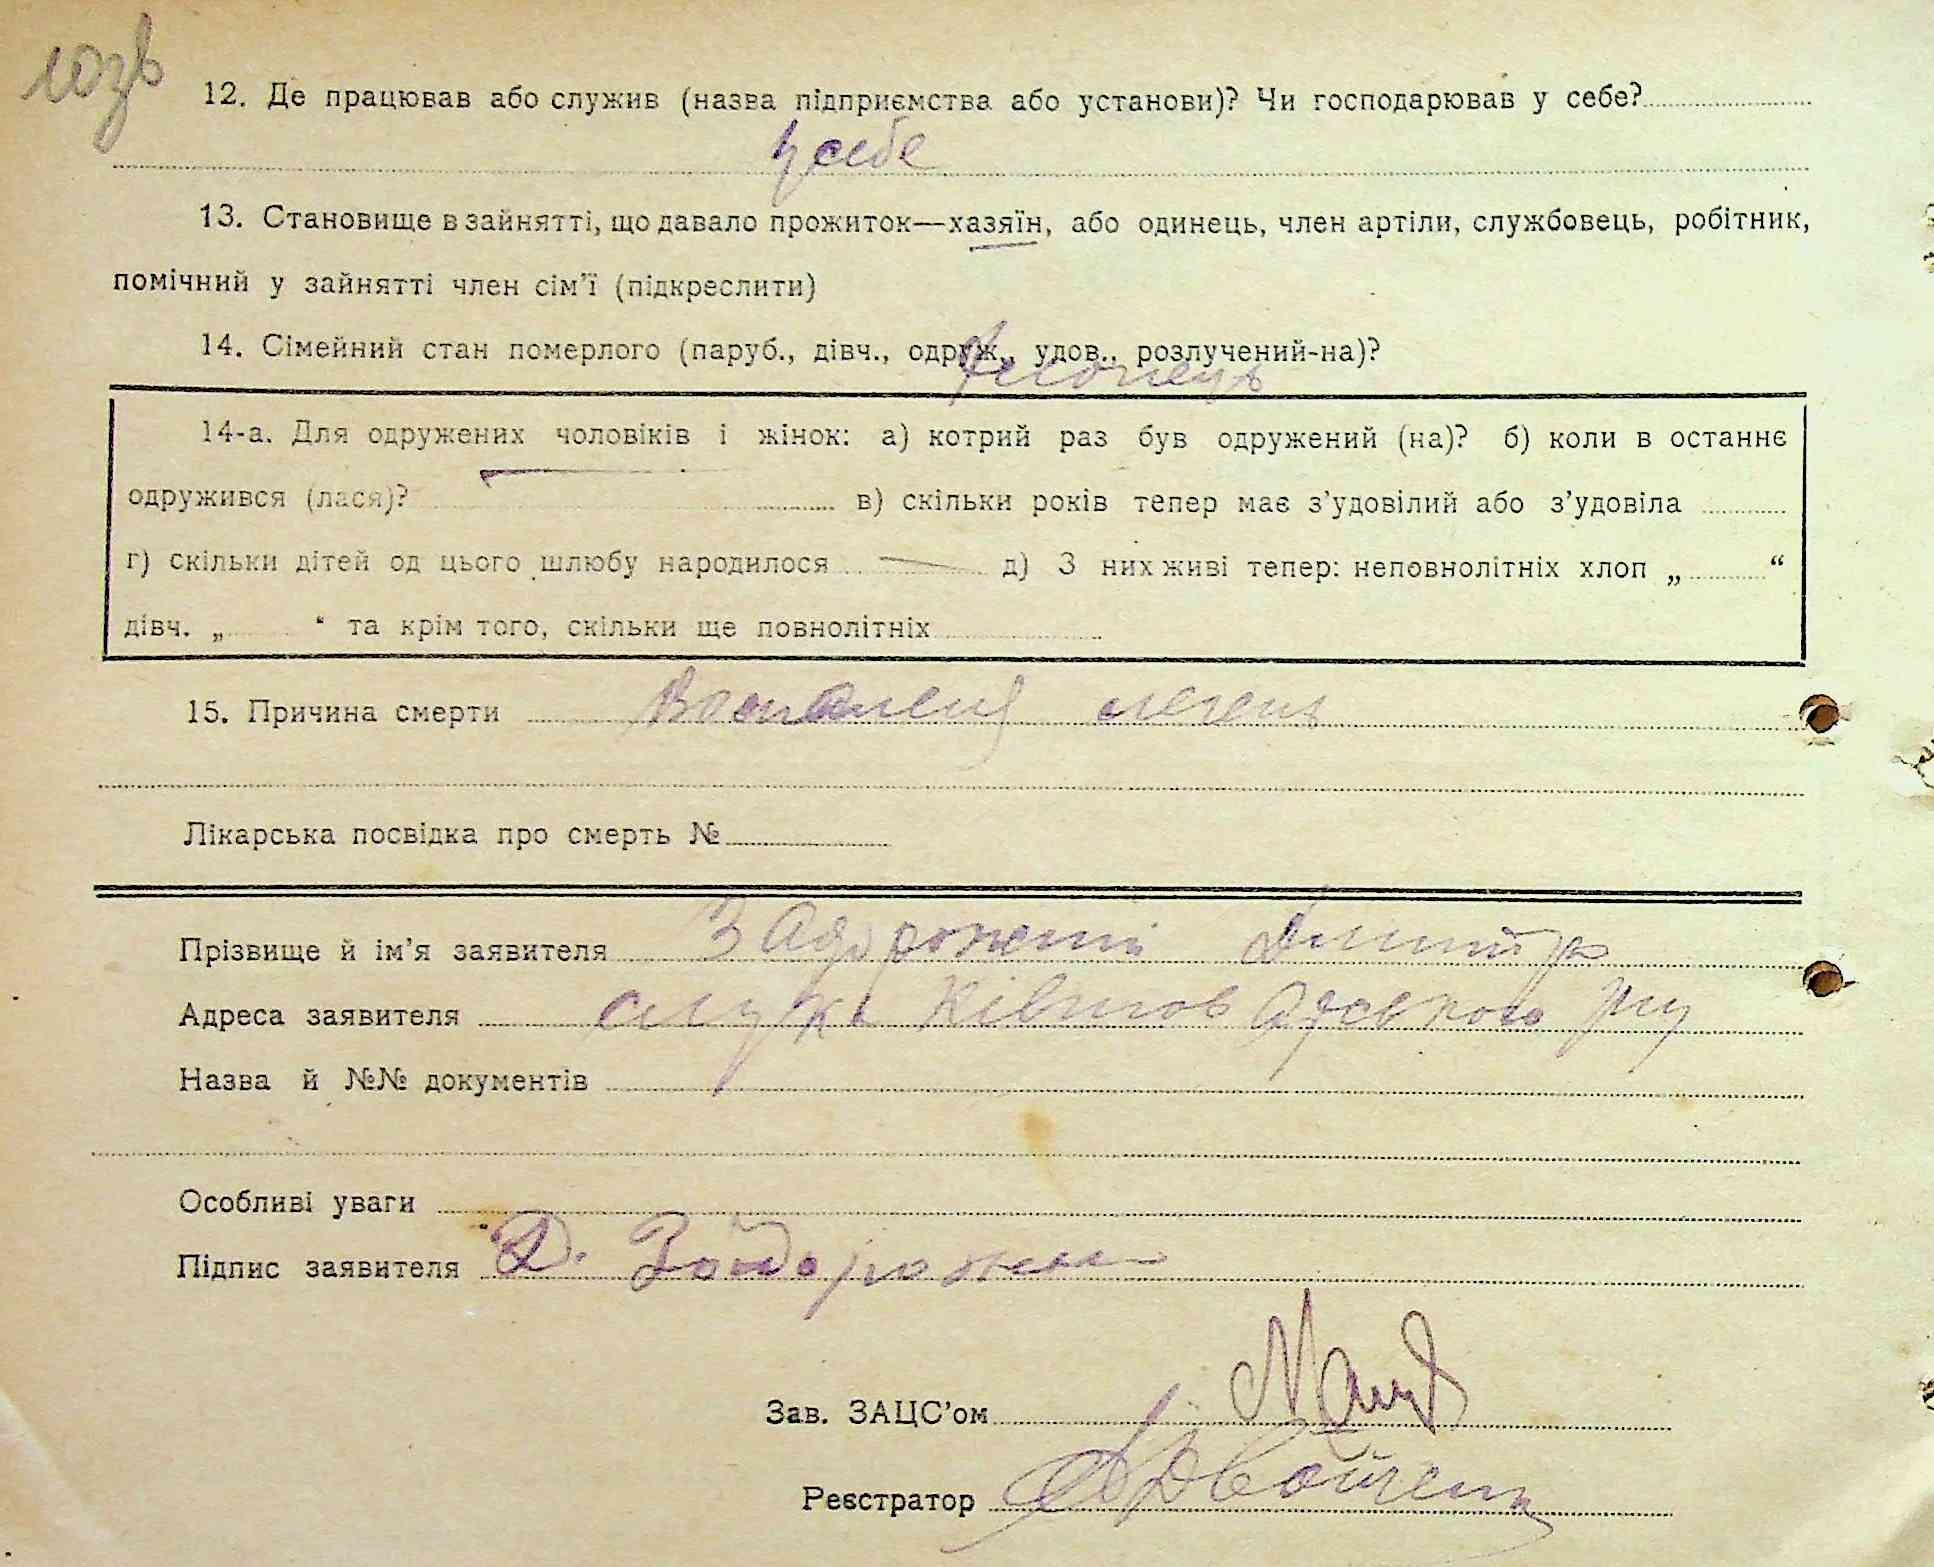 12. Де працював або служив (назва підприємства або установи)? Чи господарював у себе?
у себе
13. Становище в зайнятті, що давало прожиток—хазяїн, або одинець, член артіли, службовець, робітник,
помічний у зайнятті член сім'ї (підкреслити)
14. Сімейний стан померлого (паруб., дівч., одруж., удов., розлучений-на)?
14-а. Для одружених чоловіків і жінок: а) котрий раз був одружений (на)? б) коли в останнє
одружився (лася)? в) скільки років тепер має з'удовілий або з'удовіла
г) скільки дітей од цього шлюбу народилося д) З них живі тепер: неповнолітніх хлоп „ “
дівч. „ “ та крім того, скільки ще повнолітніх
15. Причина смерти легень
Лікарська посвідка про смерть №
Прізвище й ім'я заявителя Задорожній Дмитро
Адреса заявителя
Назва й №№ документів
Особливі уваги
Підпис заявителя Д.
Зав. ЗАЦС'ом
Реєстратор